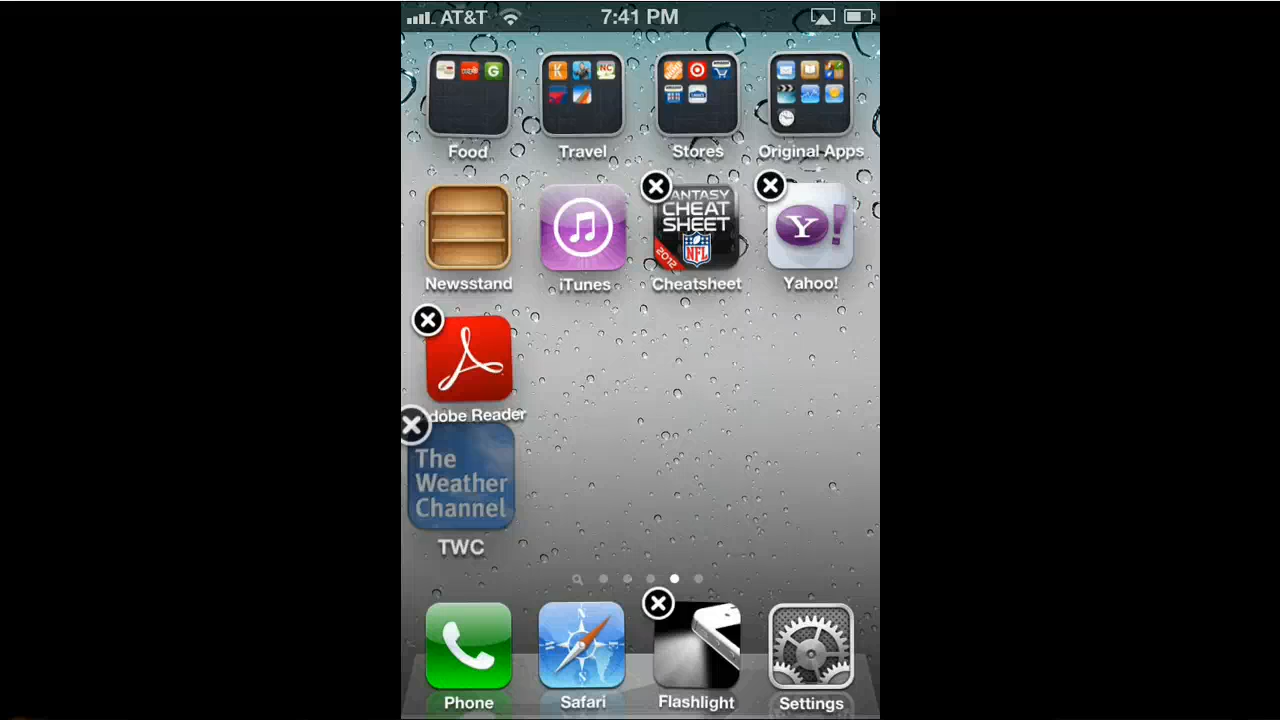 AT&T 7:41 PM
Food Travel Stores Original Apps
ANTASY
CHEAT
SHEET
2012
NFL
Y!
Newsstand iTunes Cheatsheet Yahoo!
dobe Reader
The
Weather
Channel
TWC
N
W E
Phone Safari Flashlight Settings